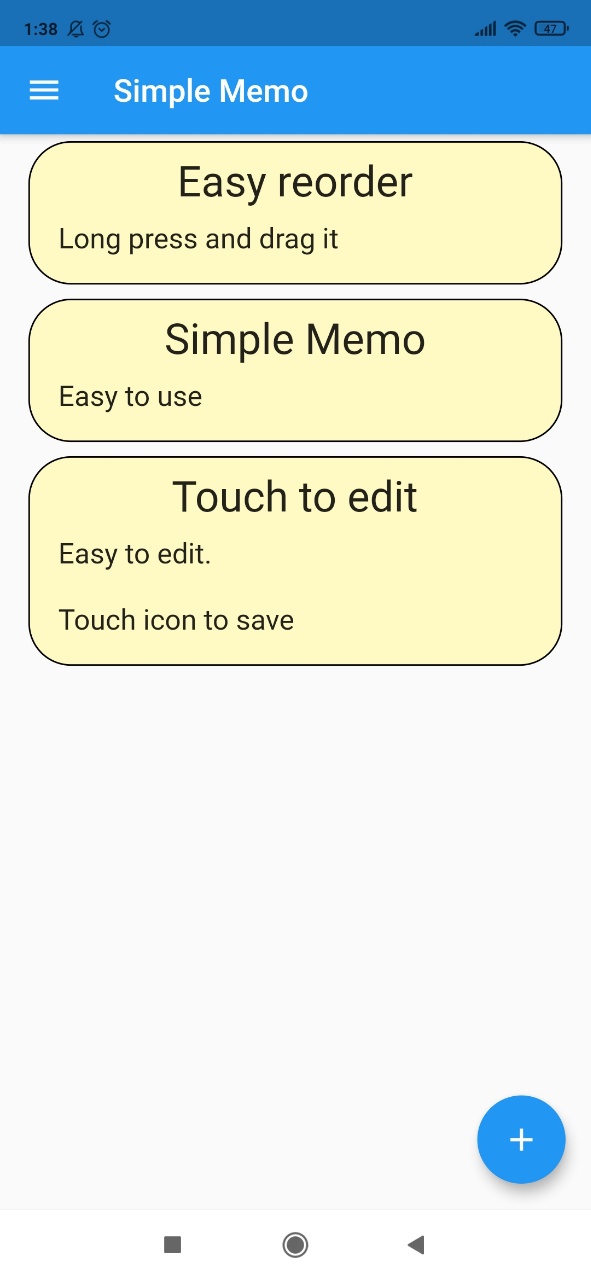 1:38
47
Simple Memo
Easy reorder
Long press and drag it
Simple Memo
Easy to use
Touch to edit
Easy to edit.
Touch icon to save